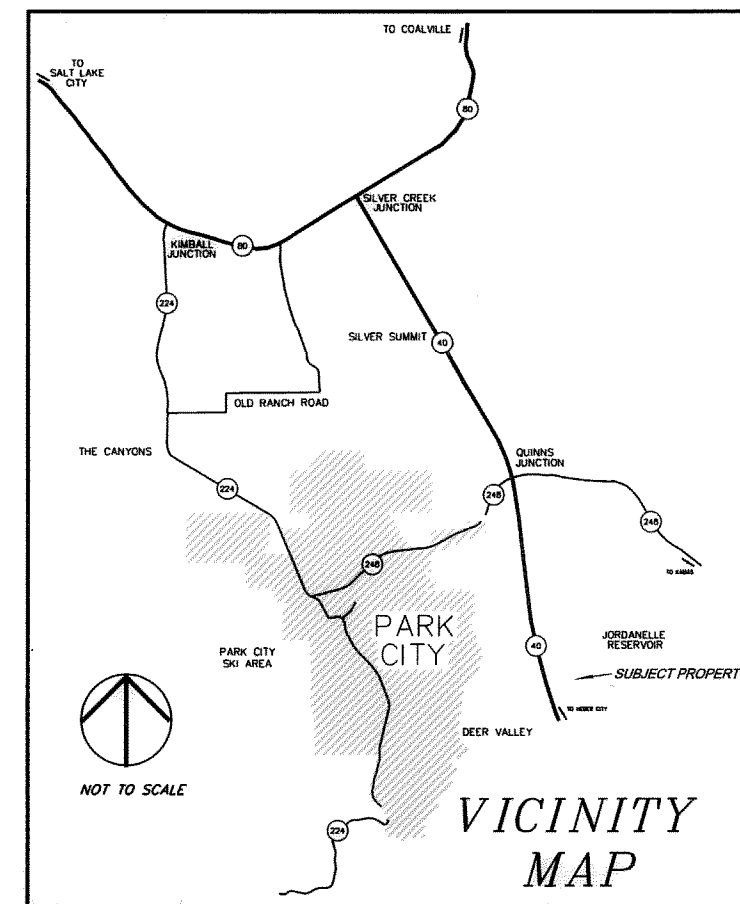 TO COALVILLE
TO
SALT LAKE
CITY
80
SILVER CREEK
JUNCTION
KIMBALL
JUNCTION
80
224
SILVER SUMMIT
40
OLD RANCH ROAD
THE CANYONS
QUINNS
JUNCTION
224
248
248
248
TO KAMAS
PARK
CITY
JORDANELLE
RESERVOIR
40
PARK CITY
SKI AREA
SUBJECT PROPERT
TO HEBER CITY
DEER VALLEY
NOT TO SCALE
VICINITY
MAP
224